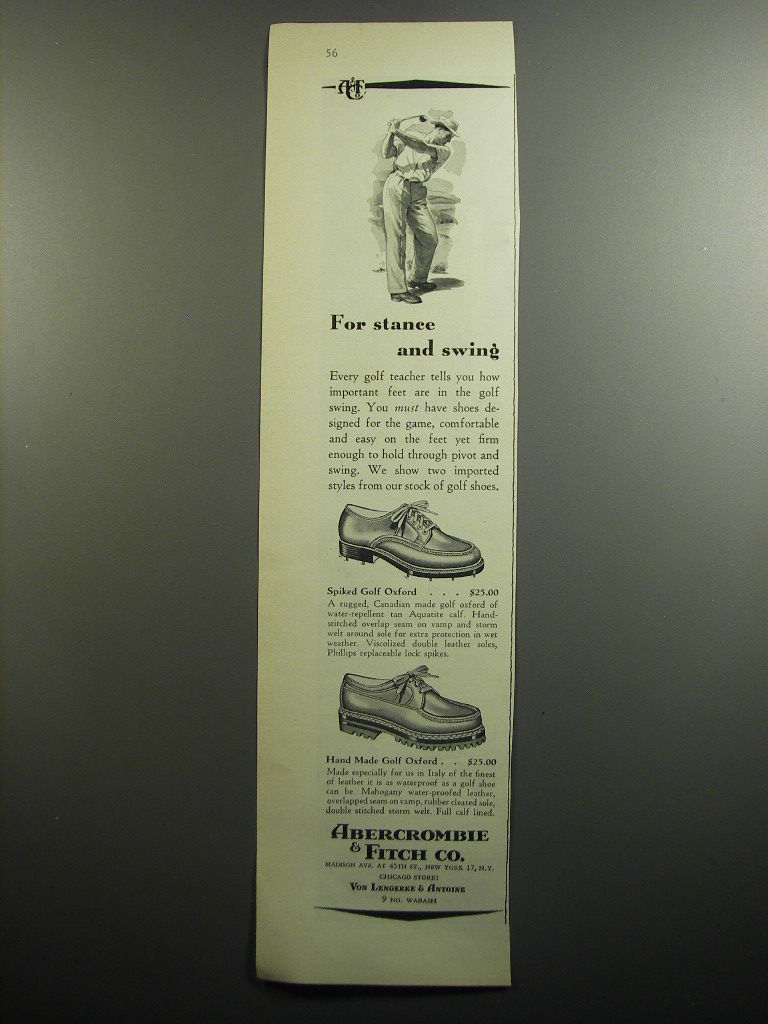 56
A&F Co.
For stance
and swing
Every golf teacher tells you how
important feet are in the golf
swing. You must have shoes de-
signed for the game, comfortable
and easy on the feet yet firm
enough to hold through pivot and
swing. We show two imported
styles from our stock of golf shoes.
Spiked Golf Oxford . . . $25.00
A rugged, Canadian made golf oxford of
water-repellent tan Aquatite calf. Hand-
stitched overlap seam on vamp and storm
welt around sole for extra protection in wet
weather. Viscolized double leather soles,
Phillips replaceable lock spikes.
Hand Made Golf Oxford . . $25.00
Made especially for us in Italy of the finest
of leather it is as waterproof as a golf shoe
can be. Mahogany water-proofed leather,
overlapped seam on vamp, rubber cleated sole,
double stitched storm welt. Full calf lined.
ABERCROMBIE
& FITCH CO.
MADISON AVE. AT 45TH ST., NEW YORK 17, N.Y.
CHICAGO STORE:
VON LENGERKE & ANTOINE
9 NO. WABASH